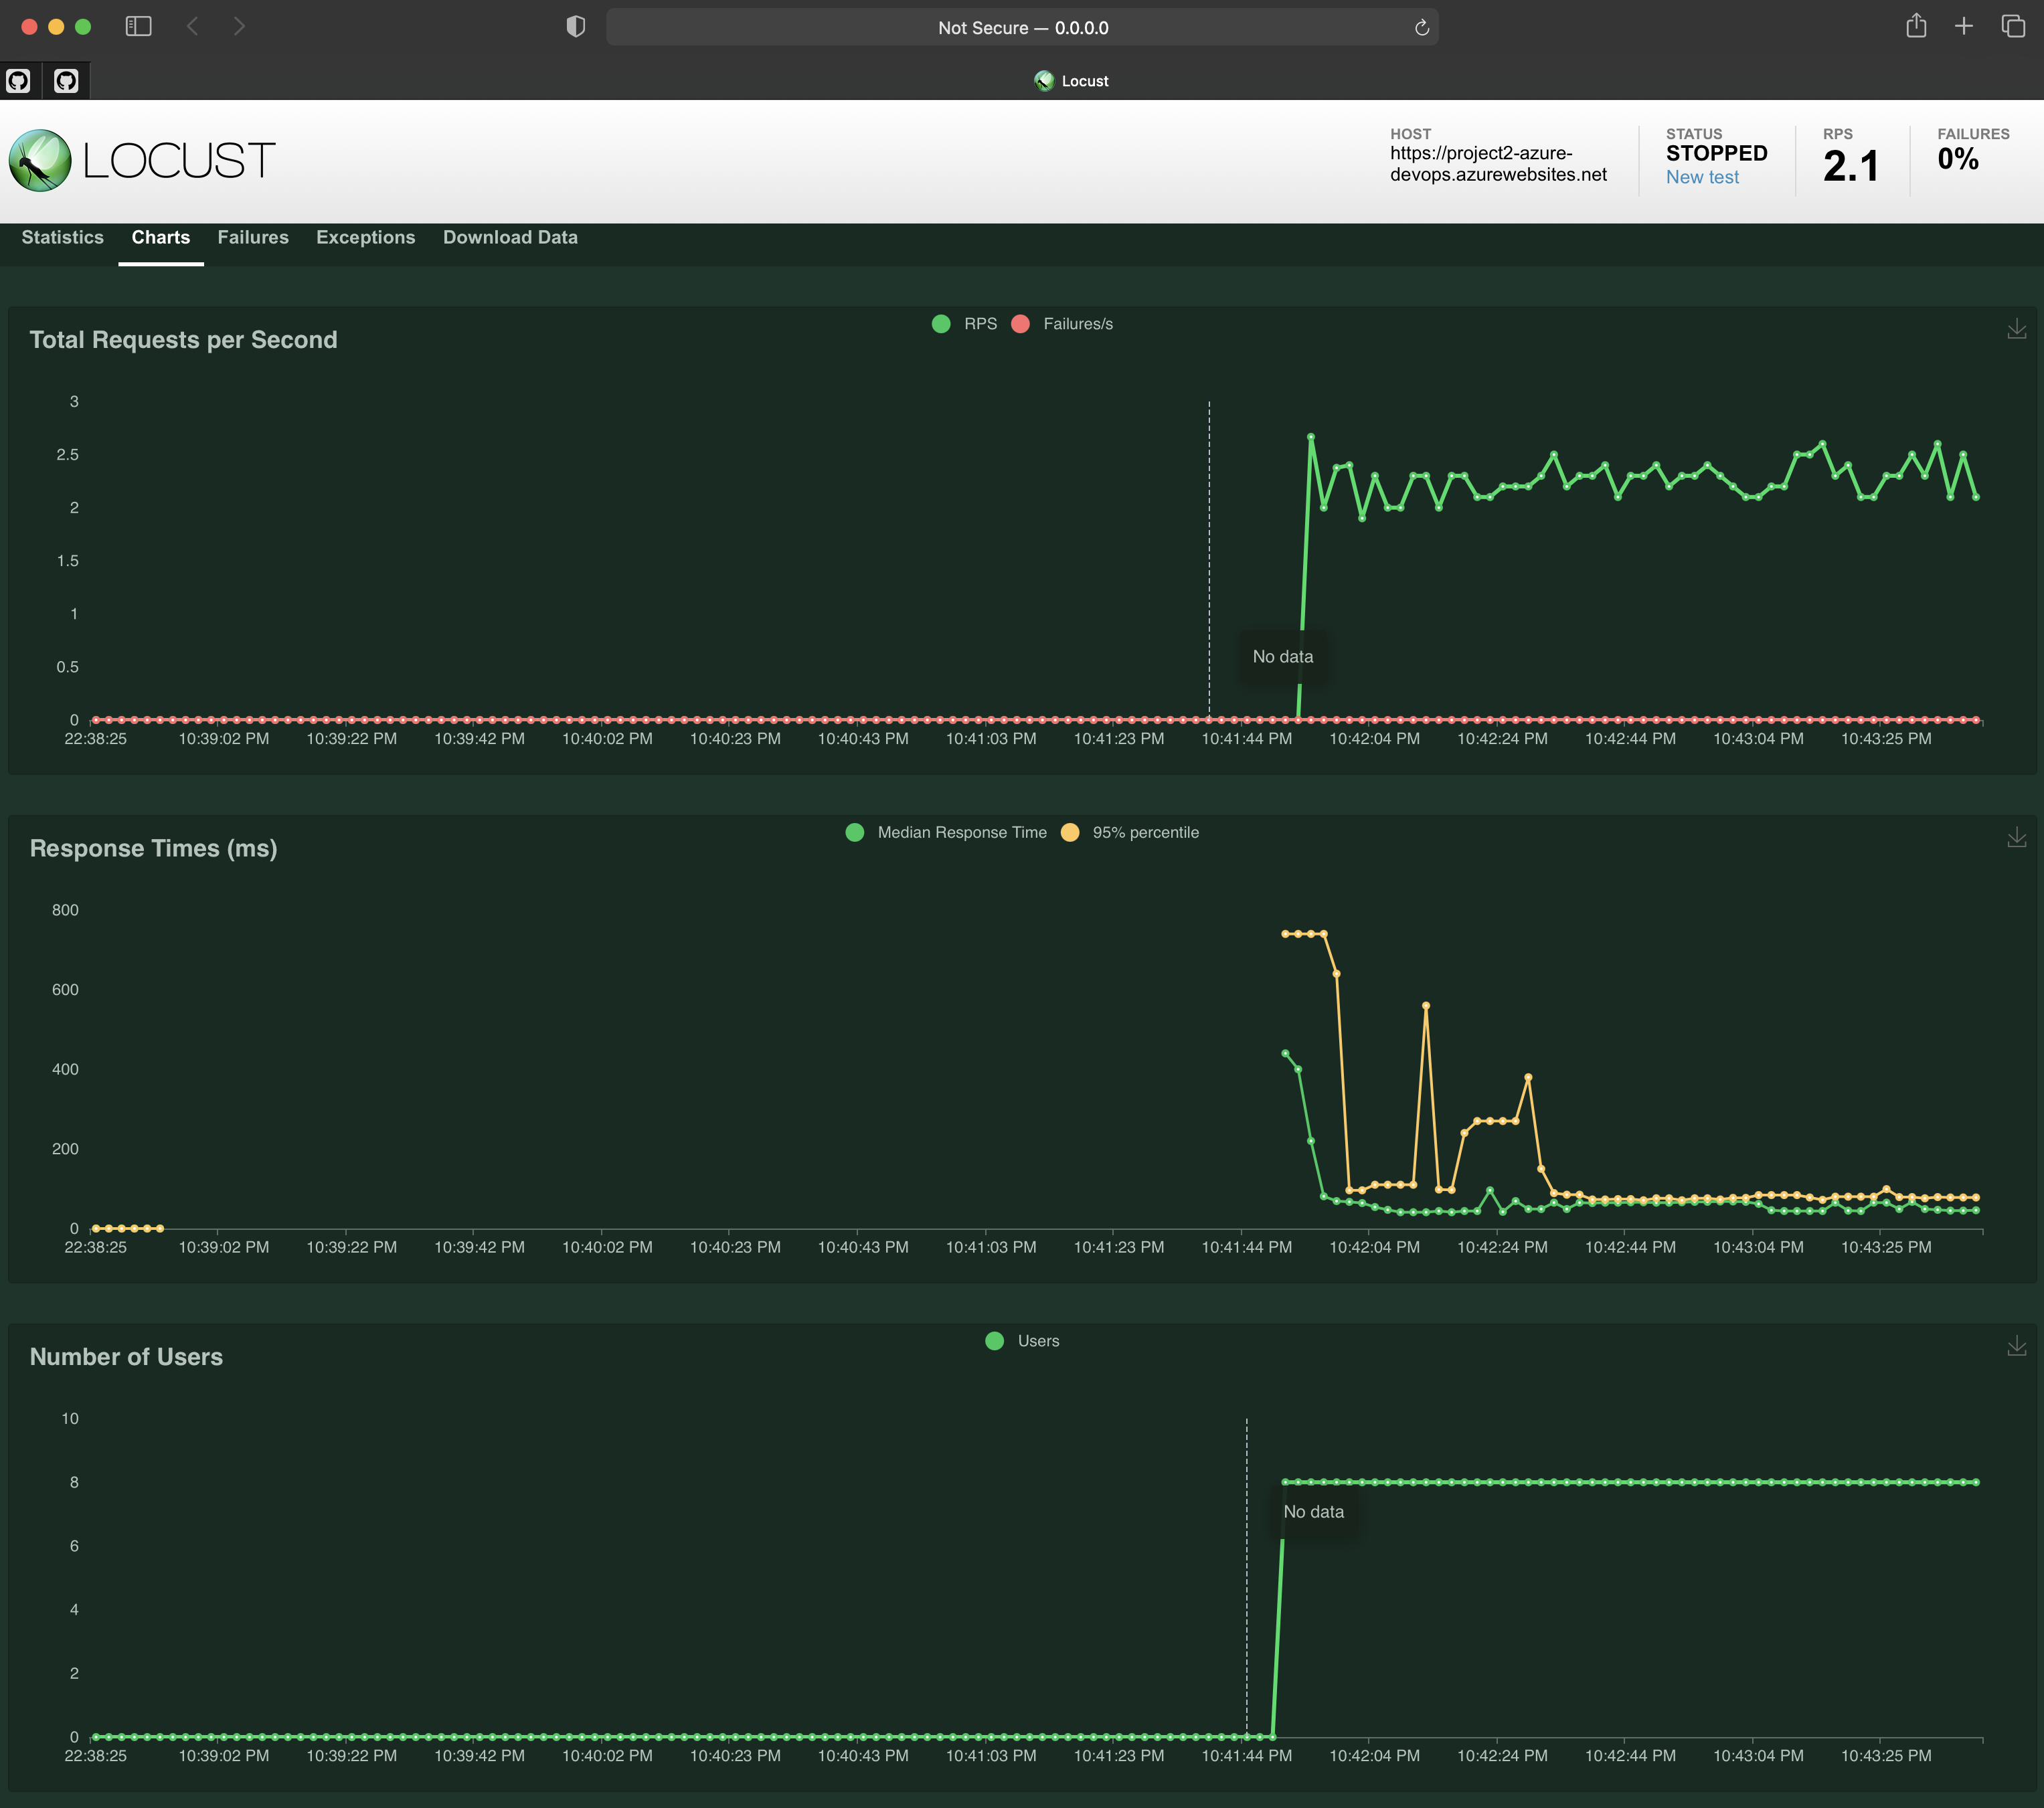 Not Secure — 0.0.0.0
Locust
LOCUST
HOST
https://project2-azure-
devops.azurewebsites.net
STATUS
STOPPED
New test
RPS
2.1
FAILURES
0%
Statistics Charts Failures Exceptions Download Data
RPS Failures/s
Total Requests per Second
3
2.5
2
1.5
1
0.5
0
No data
22:38:25 10:39:02 PM 10:39:22 PM 10:39:42 PM 10:40:02 PM 10:40:23 PM 10:40:43 PM 10:41:03 PM 10:41:23 PM 10:41:44 PM 10:42:04 PM 10:42:24 PM 10:42:44 PM 10:43:04 PM 10:43:25 PM
Median Response Time 95% percentile
Response Times (ms)
800
600
400
200
0
22:38:25 10:39:02 PM 10:39:22 PM 10:39:42 PM 10:40:02 PM 10:40:23 PM 10:40:43 PM 10:41:03 PM 10:41:23 PM 10:41:44 PM 10:42:04 PM 10:42:24 PM 10:42:44 PM 10:43:04 PM 10:43:25 PM
Users
Number of Users
10
8
No data
6
4
2
0
22:38:25 10:39:02 PM 10:39:22 PM 10:39:42 PM 10:40:02 PM 10:40:23 PM 10:40:43 PM 10:41:03 PM 10:41:23 PM 10:41:44 PM 10:42:04 PM 10:42:24 PM 10:42:44 PM 10:43:04 PM 10:43:25 PM